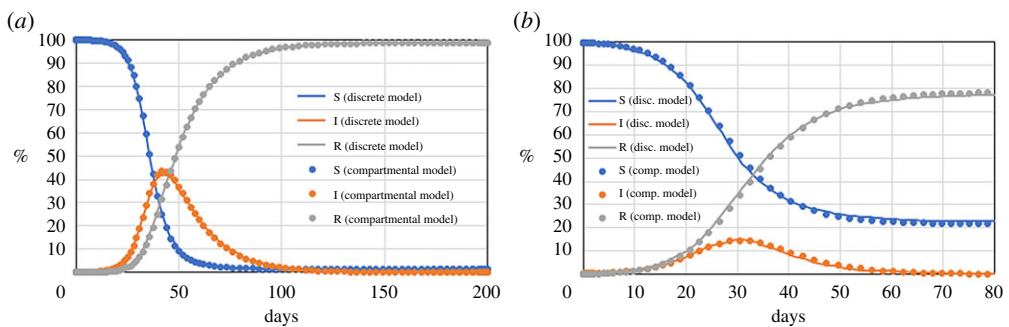 (a)
100
90
80
70
60
%
50
40
30
20
10
0
50
100
150
200
days
S (discrete model)
I (discrete model)
R (discrete model)
S (compartmental model)
I (compartmental model)
R (compartmental model)
(b)
100
90
80
70
60
%
50
40
30
20
10
0
10
20
30
40
50
60
70
80
days
S (disc. model)
I (disc. model)
R (disc. model)
S (comp. model)
I (comp. model)
R (comp. model)